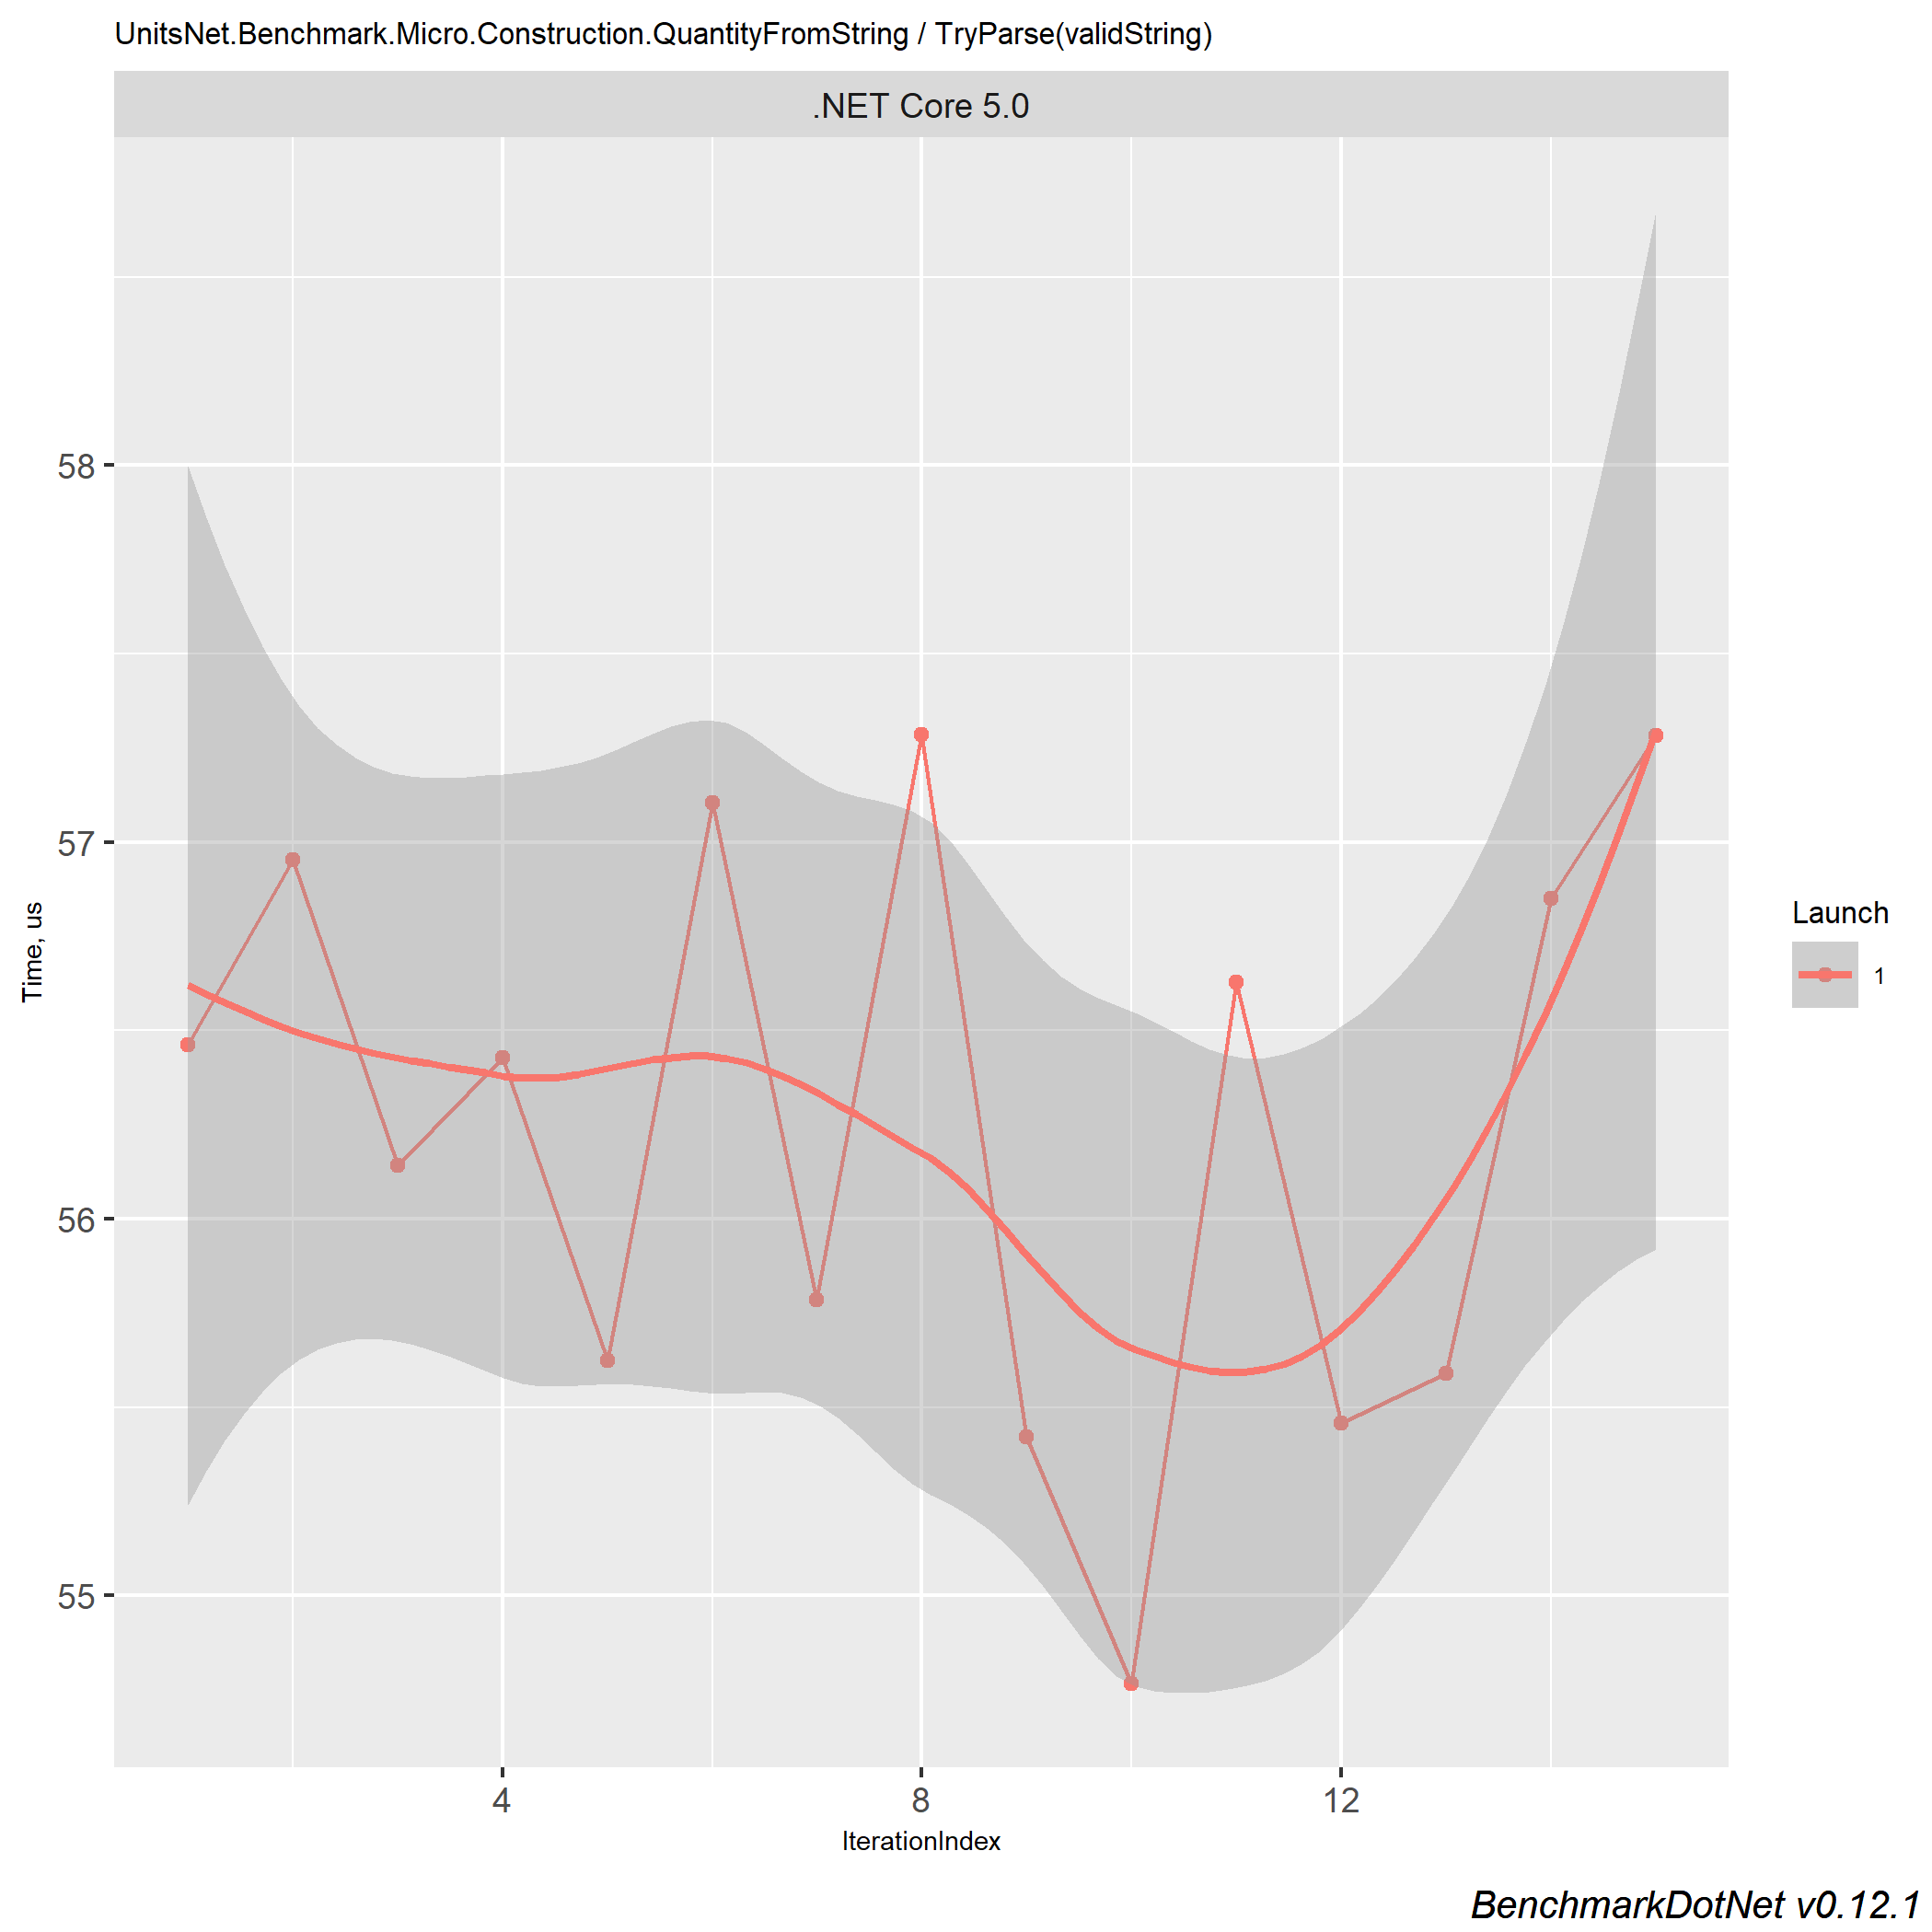 UnitsNet.Benchmark.Micro.Construction.QuantityFromString / TryParse(validString)
.NET Core 5.0
58
57
56
55
Time, us
4
8
12
IterationIndex
Launch
1
BenchmarkDotNet v0.12.1